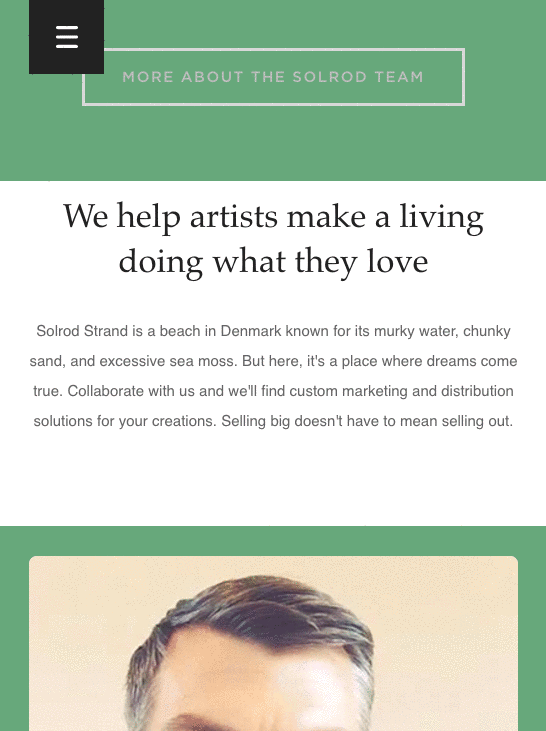 MORE ABOUT THE SOLROD TEAM
We help artists make a living
doing what they love
Solrod Strand is a beach in Denmark known for its murky water, chunky
sand, and excessive sea moss. But here, it's a place where dreams come
true. Collaborate with us and we'll find custom marketing and distribution
solutions for your creations. Selling big doesn't have to mean selling out.